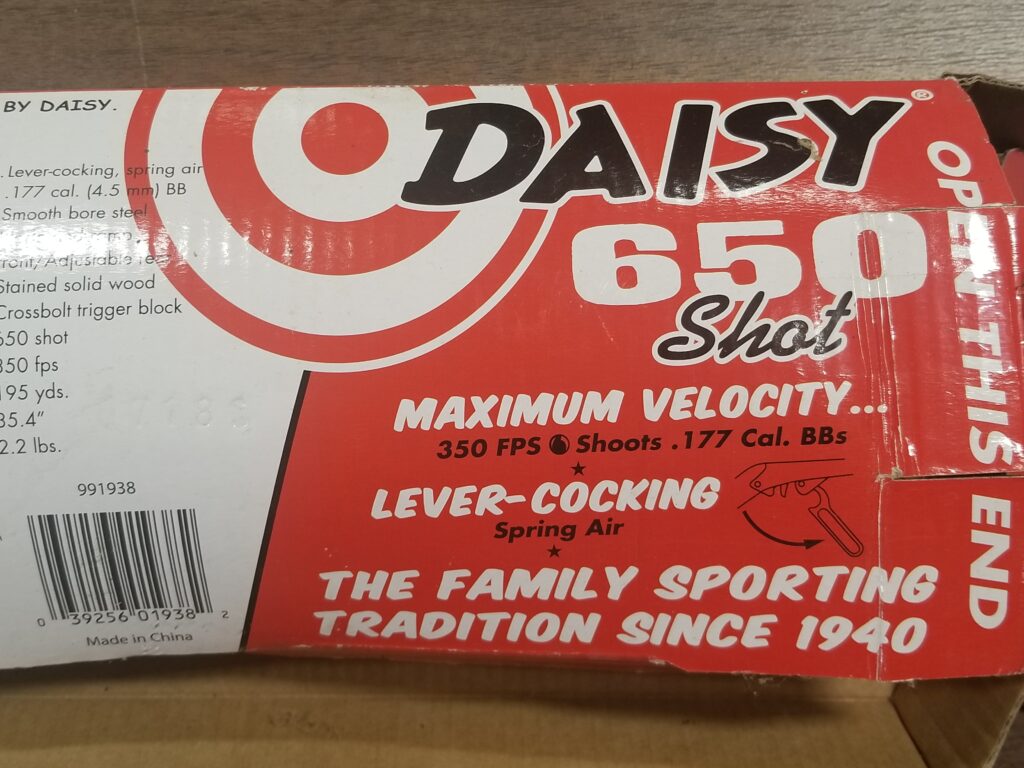 BY DAISY.
Lever-cocking, spring air
.177 cal. (4.5 mm) BB
Smooth bore steel
Front, Adjustable
Stained solid wood
Crossbolt trigger block
650 shot
350 fps
195 yds.
35.4"
2.2 lbs.
991938
0 39256 01938 2
Made in China
DAISY®
650
Shot
MAXIMUM VELOCITY...
350 FPS Shoots .177 Cal. BBs
LEVER-COCKING
Spring Air
THE FAMILY SPORTING
TRADITION SINCE 1940
OPEN THIS END